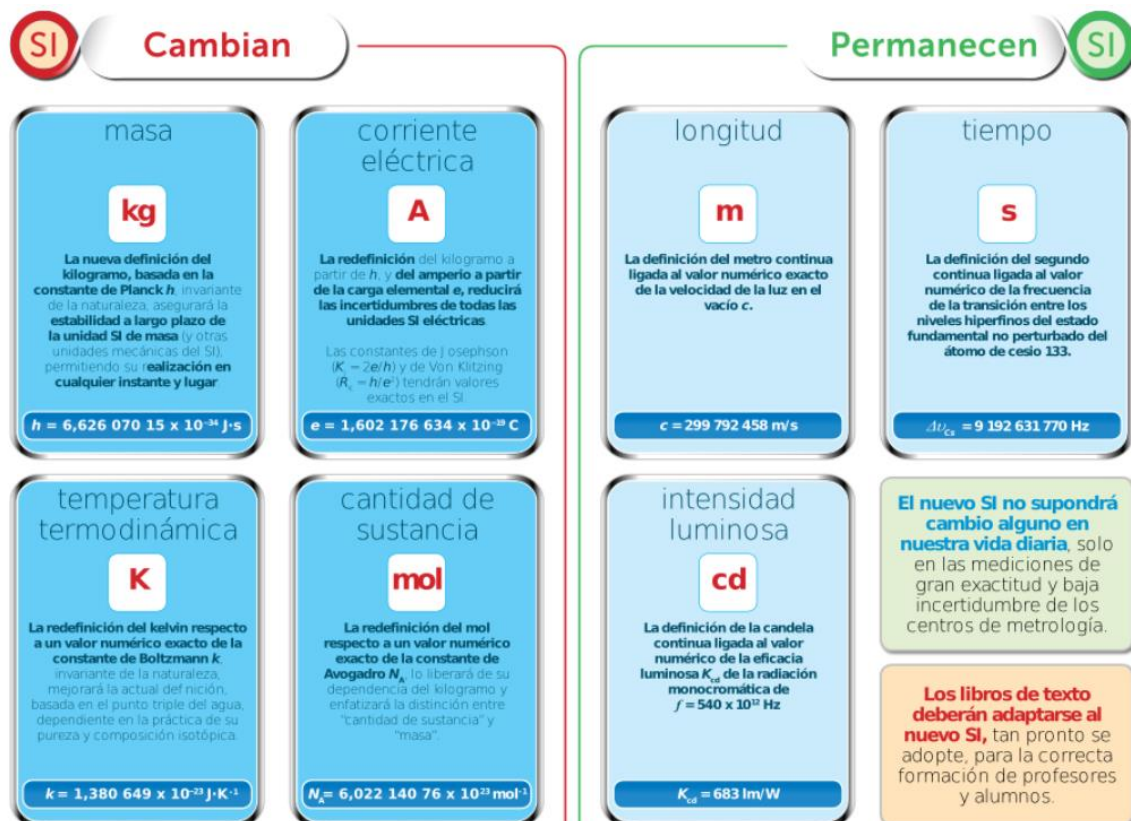 SI Cambian
Permanecen SI
masa
kg
La nueva definición del
kilogramo, basada en la
constante de Planck h, invariante
de la naturaleza, asegurará la
estabilidad a largo plazo de
la unidad SI de masa (y otras
unidades mecánicas del SI),
permitiendo su realización en
cualquier instante y lugar
h = 6,626 070 15 x 10⁻³⁴ J·s
corriente
eléctrica
A
La redefinición del kilogramo a
partir de h, y del amperio a partir
de la carga elemental e, reducirá
las incertidumbres de todas las
unidades SI eléctricas
Las constantes de Josephson
(K = 2e/h) y de Von Klitzing
(R = h/e²) tendrán valores
exactos en el SI
e = 1,602 176 634 x 10⁻¹⁹ C
longitud
m
La definición del metro continua
ligada al valor numérico exacto
de la velocidad de la luz en el
vacío c.
c = 299 792 458 m/s
tiempo
s
La definición del segundo
continua ligada al valor
numérico de la frecuencia
de la transición entre los
niveles hiperfinos del estado
fundamental no perturbado del
átomo de cesio 133.
ΔυCs = 9 192 631 770 Hz
temperatura
termodinámica
K
La redefinición del kelvin respecto
a un valor numérico exacto de la
constante de Boltzmann k,
invariante de la naturaleza,
mejorará la actual def nición,
basada en el punto triple del agua,
dependiente en la práctica de su
pureza y composición isotópica.
k = 1,380 649 x 10⁻²³ J·K⁻¹
cantidad de
sustancia
mol
La redefinición del mol
respecto a un valor numérico
exacto de la constante de
Avogadro NA, lo liberará de su
dependencia del kilogramo y
enfatizará la distinción entre
"cantidad de sustancia" y
"masa".
NA= 6,022 140 76 x 10²³ mol⁻¹
intensidad
luminosa
cd
La definición de la candela
continua ligada al valor
numérico de la eficacia
luminosa Kcd de la radiación
monocromática de
f = 540 x 10¹² Hz
Kcd = 683 lm/W
El nuevo SI no supondrá
cambio alguno en
nuestra vida diaria, solo
en las mediciones de
gran exactitud y baja
incertidumbre de los
centros de metrología.
Los libros de texto
deberán adaptarse al
nuevo SI, tan pronto se
adopte, para la correcta
formación de profesores
y alumnos.